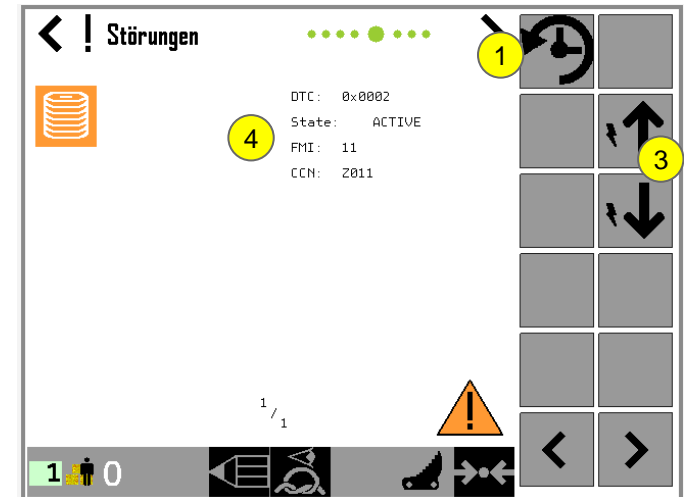 ! Störungen
1
DTC: 0x0002
State: ACTIVE
4
FMI: 11
CCN: Z011
3
1/1
1 0